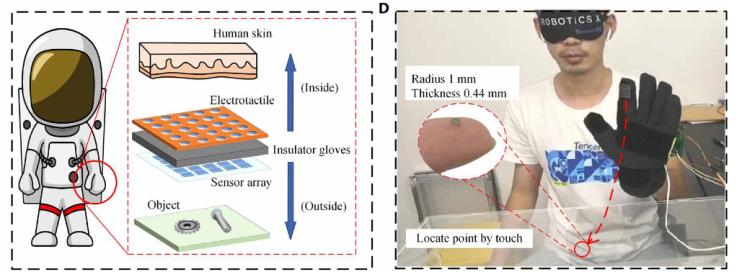 Human skin
Electrotactile
(Inside)
Insulator gloves
Sensor array
(Outside)
Object
D
ROBOTICS X
Tencent
Radius 1 mm
Thickness 0.44 mm
Tencent
Locate point by touch